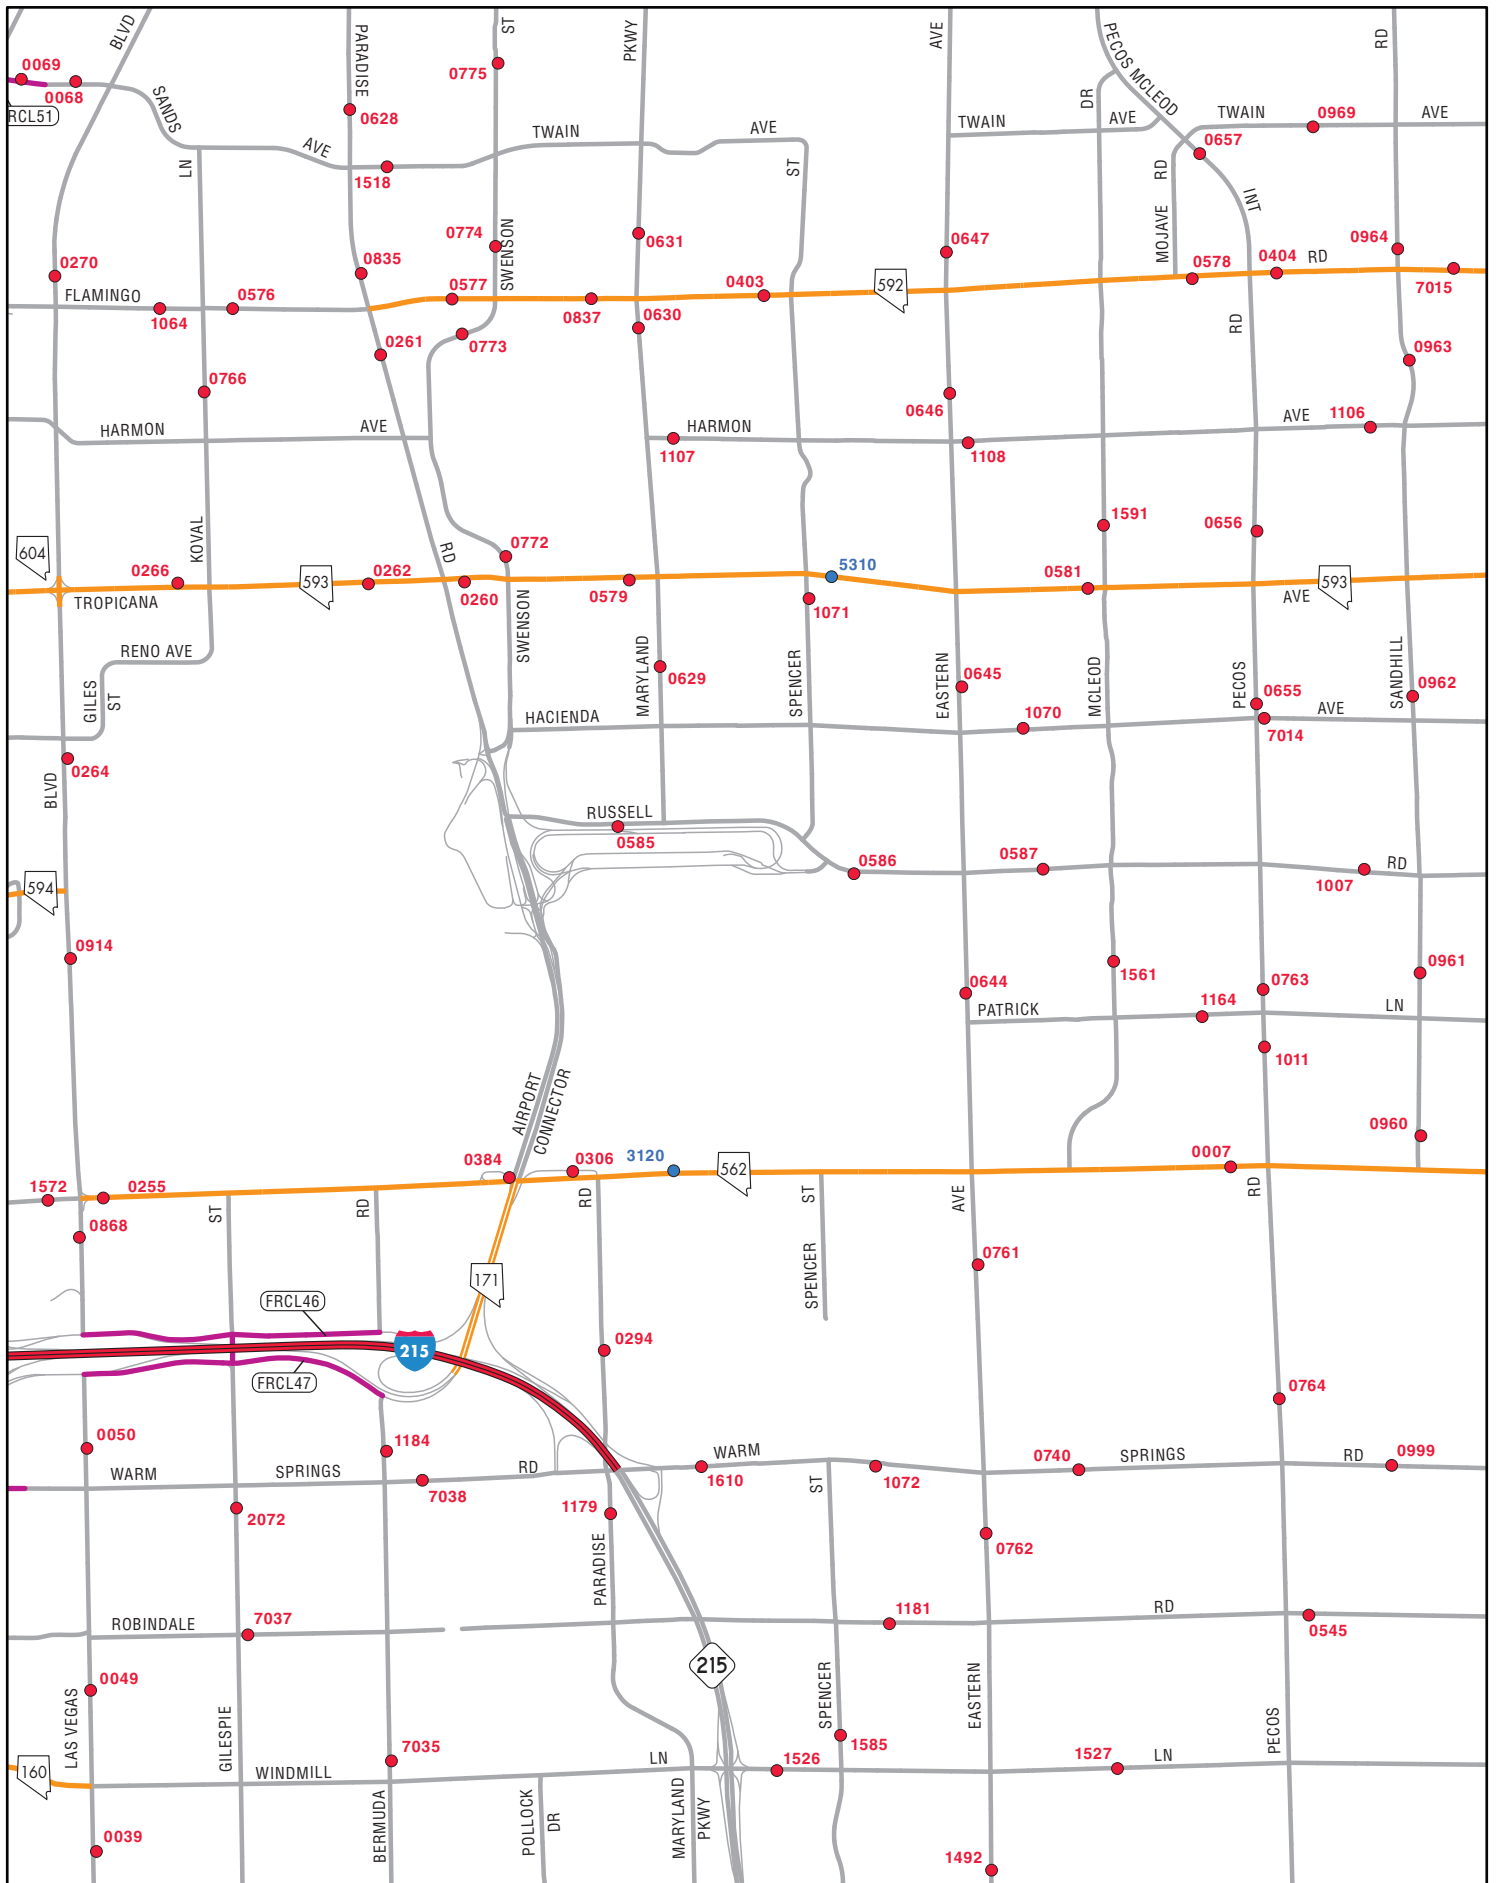 BLVD
PARADISE
ST
PKWY
AVE
PECOS MCLEOD
RD
0069
0068
RCL51
SANDS
0775
0628
DR
TWAIN
AVE
TWAIN
0969
AVE
AVE
TWAIN
AVE
0657
LN
1518
ST
RD
INT
MOJAVE
0774
SWENSON
0631
0647
0964
0270
0835
0577
0403
592
0578
0404
RD
7015
FLAMINGO
1064
0576
0837
0630
RD
0261
0773
0963
0766
0646
HARMON
AVE
HARMON
AVE
1106
1107
1108
604
KOVAL
RD
0772
1591
0656
0266
593
0262
0260
0579
5310
0581
593
TROPICANA
1071
AVE
RENO AVE
SWENSON
MARYLAND
0629
SPENCER
EASTERN
0645
MCLEOD
PECOS
0655
SANDHILL
0962
GILES
ST
HACIENDA
1070
AVE
7014
0264
BLVD
RUSSELL
0585
0586
0587
1007
RD
594
0914
1561
0961
0644
0763
PATRICK
1164
LN
1011
AIRPORT
CONNECTOR
0960
0384
0306
3120
562
0007
1572
0255
ST
RD
RD
ST
AVE
RD
0868
SPENCER
0761
171
FRCL46
215
0294
FRCL47
0764
0050
1184
WARM
SPRINGS
RD
WARM
0740
SPRINGS
RD
0999
7038
1610
ST
1072
2072
1179
0762
PARADISE
ROBINDALE
7037
1181
RD
0545
215
LAS VEGAS
0049
GILESPIE
SPENCER
EASTERN
PECOS
7035
1585
160
WINDMILL
LN
1526
1527
LN
0039
BERMUDA
POLLOCK
DR
MARYLAND
PKWY
1492